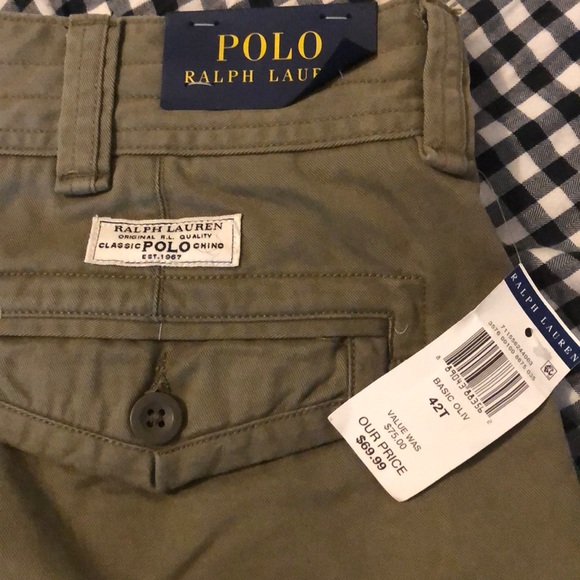 POLO
RALPH LAU
RALPH LAUREN
ORIGINAL R.L. QUALITY
CLASSIC POLO CHINO
EST. 1967
RALPH LAUREN
BASIC OLIV
42T
VALUE WAS
$75.00
OUR PRICE
$69.99